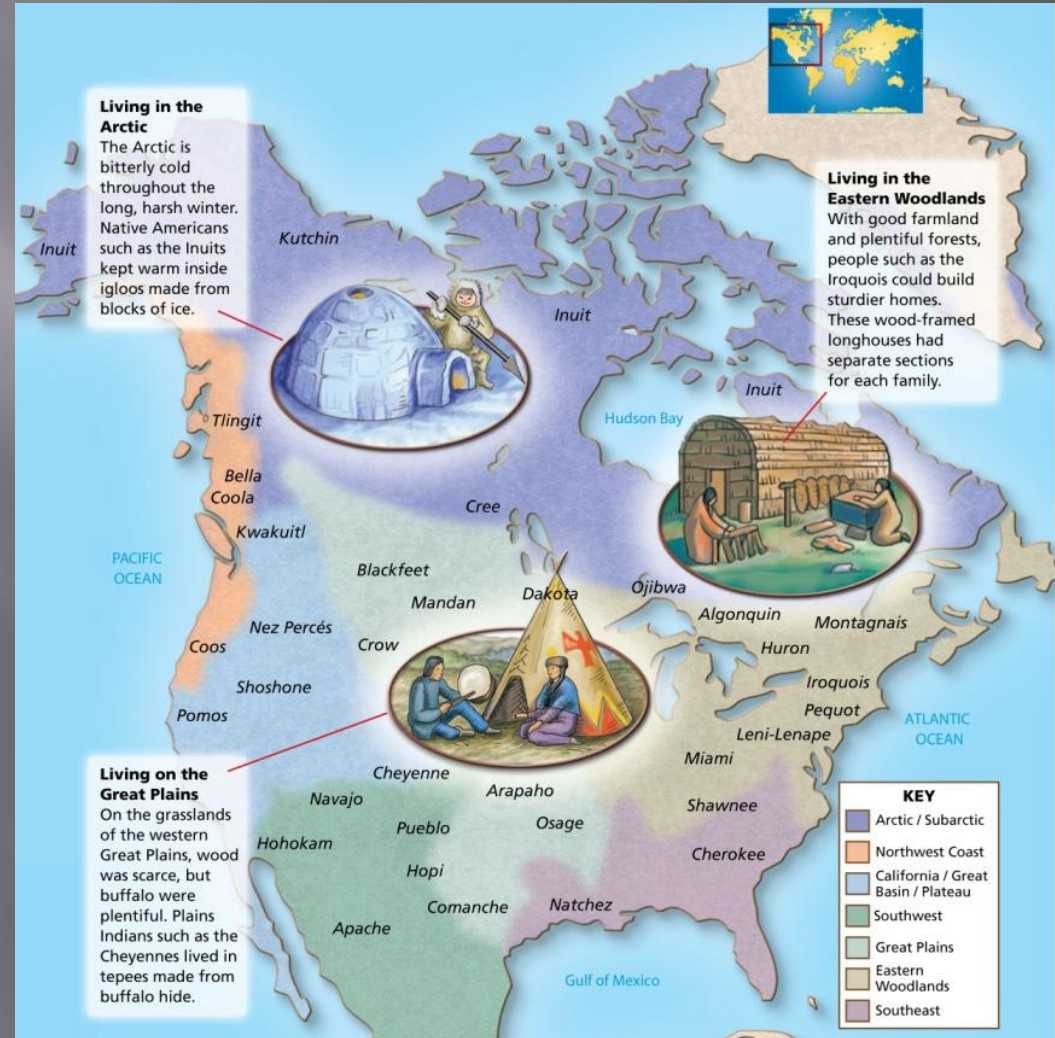 Living in the
Arctic
The Arctic is
bitterly cold
throughout the
long, harsh winter.
Native Americans
such as the Inuits
kept warm inside
igloos made from
blocks of ice.
Living in the
Eastern Woodlands
With good farmland
and plentiful forests,
people such as the
Iroquois could build
sturdier homes.
These wood-framed
longhouses had
separate sections
for each family.
Inuit
Kutchin
Inuit
Inuit
Hudson Bay
Tlingit
Bella
Coola
Kwakuitl
Cree
PACIFIC
OCEAN
Blackfeet
Mandan
Dakota
Ojibwa
Algonquin
Montagnais
Nez Percés
Crow
Huron
Coos
Iroquois
Shoshone
Pequot
Pomos
Leni-Lenape
ATLANTIC
OCEAN
Miami
Cheyenne
Arapaho
Navajo
Shawnee
Pueblo
Osage
Hohokam
Cherokee
Hopi
Comanche
Natchez
Apache
Gulf of Mexico
Living on the
Great Plains
On the grasslands
of the western
Great Plains, wood
was scarce, but
buffalo were
plentiful. Plains
Indians such as the
Cheyennes lived in
tepees made from
buffalo hide.
KEY
Arctic / Subarctic
Northwest Coast
California / Great
Basin / Plateau
Southwest
Great Plains
Eastern
Woodlands
Southeast